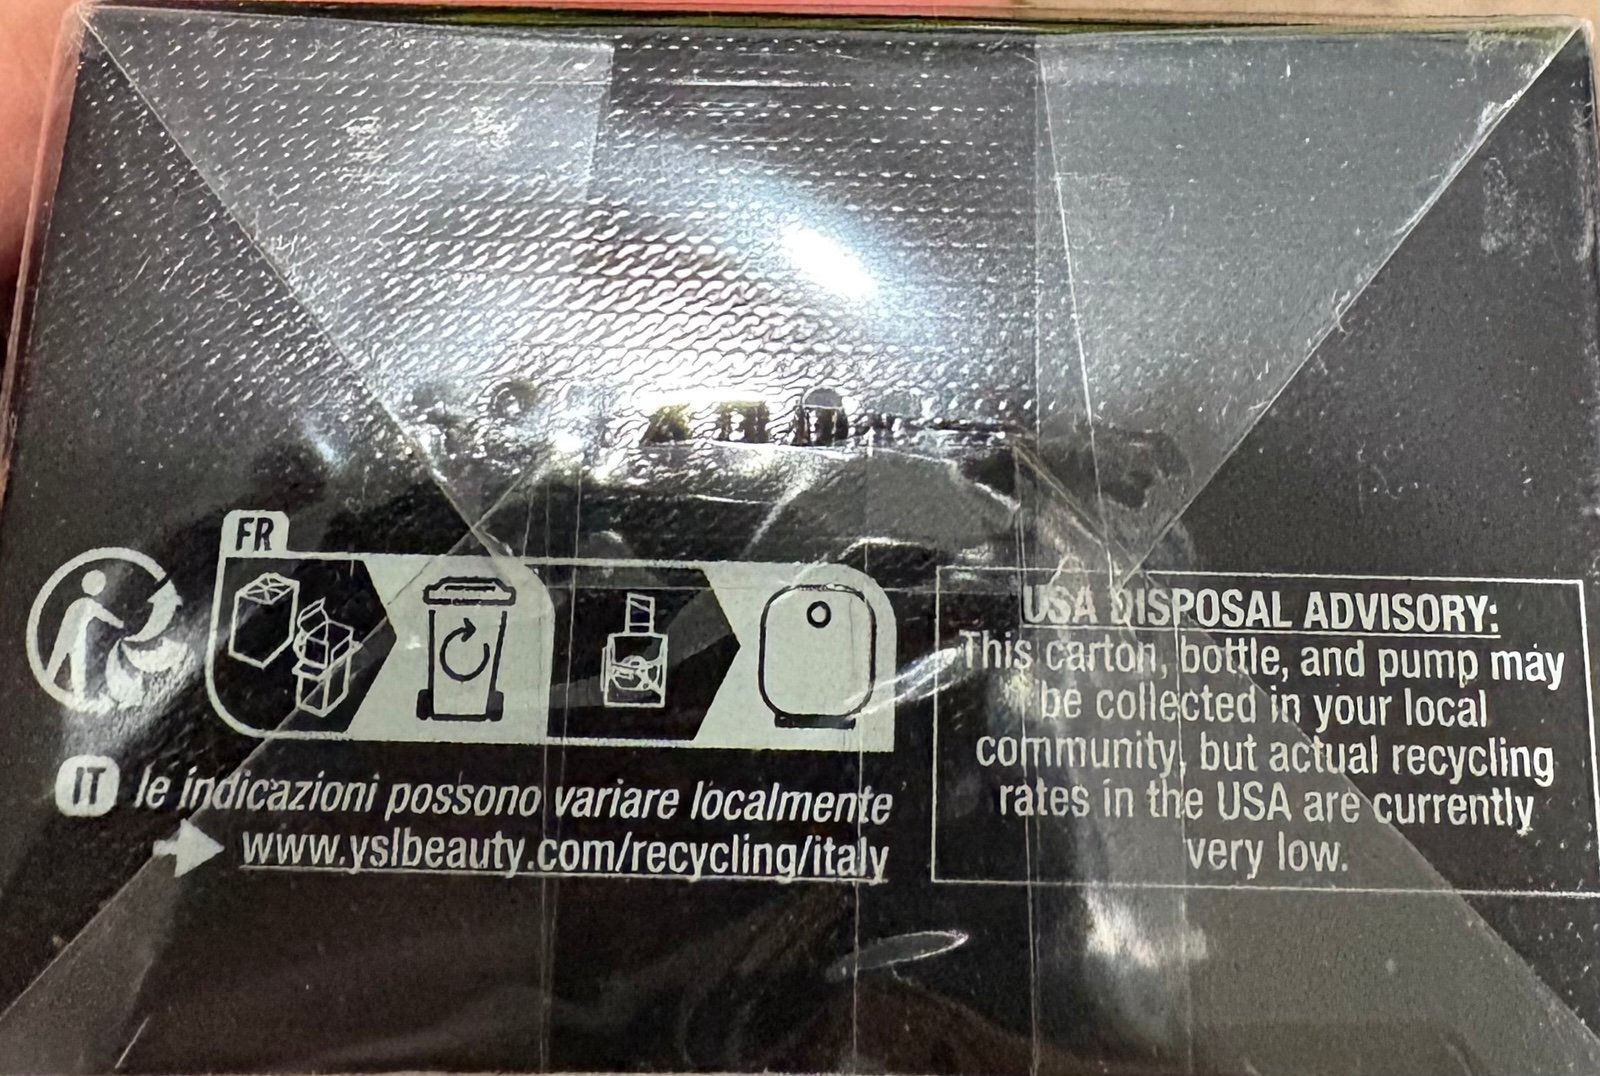 FR
IT le indicazioni possono variare localmente
www.yslbeauty.com/recycling/italy
USA DISPOSAL ADVISORY:
This carton, bottle, and pump may
be collected in your local
community, but actual recycling
rates in the USA are currently
very low.